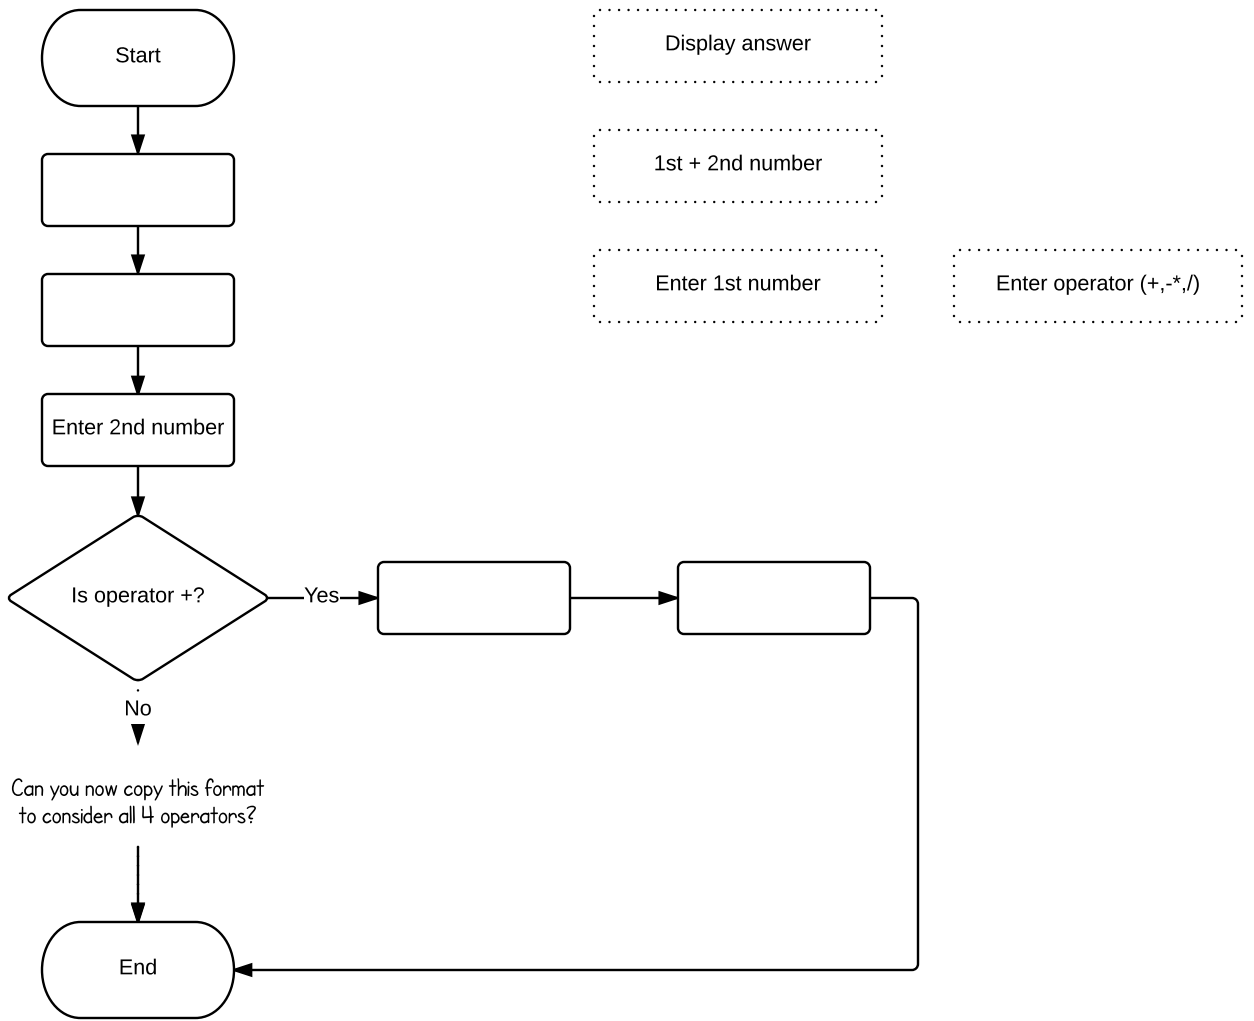 Start
Display answer
1st + 2nd number
Enter 1st number
Enter operator (+,-*,/)
Enter 2nd number
Is operator +?
Yes
No
Can you now copy this format
to consider all 4 operators?
End